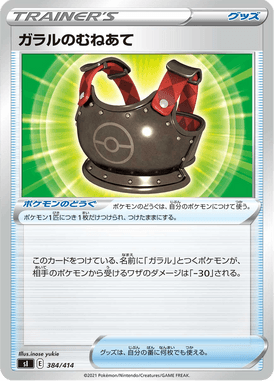 TRAINER'S
グッズ
ガラルのむねあて
ポケモンのどうぐ
ポケモンのどうぐは、自分のポケモンにつけて使う。
ポケモン1匹につき1枚だけつけられ、つけたままにする。
このカードをつけている、名前に「ガラル」とつくポケモンが、
相手のポケモンから受けるワザのダメージは「-30」される。
Illus.inose yukie
グッズは、自分の番に何枚でも使える。
sI E 384/414
©2021 Pokémon/Nintendo/Creatures/GAME FREAK.